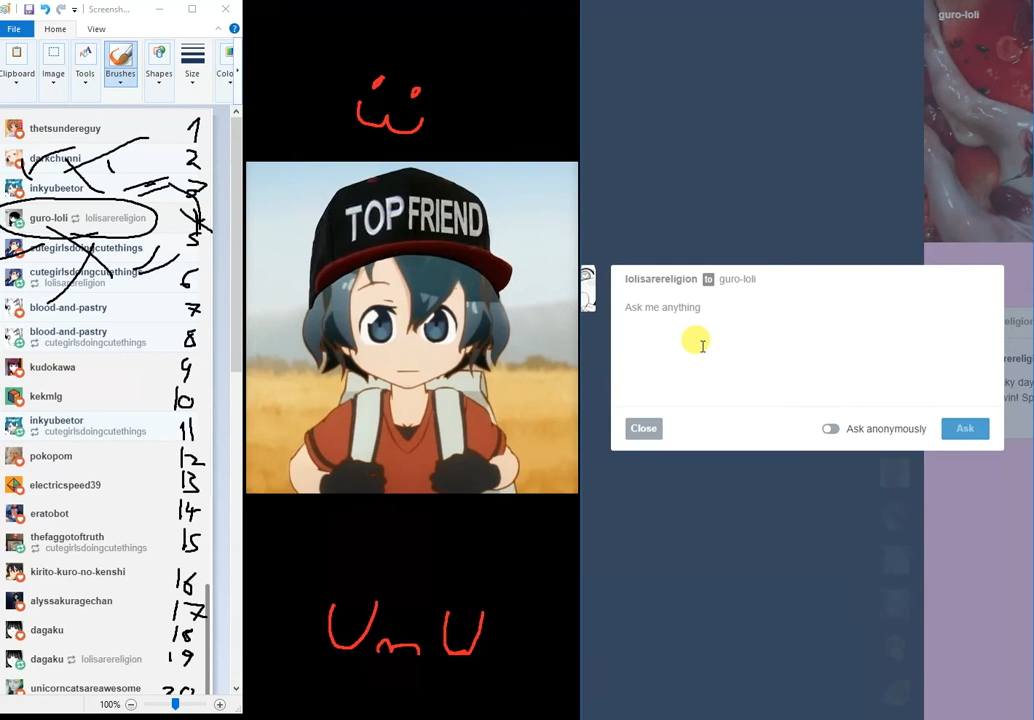 Screensh...
File
Home
View
Clipboard
Image
Tools
Brushes
Shapes
Size
thetsundereguy 1
darkchunni 2
inkyubeetor
guro-loli lolisarereligion
cutegirlsdoingcutethings 5
cutegirlsdoingcutethings 6
lolisarereligion
blood-and-pastry 7
blood-and-pastry 8
cutegirlsdoingcutethings
kudokawa 9
kekmlg 10
inkyubeetor 11
cutegirlsdoingcutethings
pokopom 12
electricspeed39 13
eratobot 14
thefaggotoftruth 15
cutegirlsdoingcutethings
kirito-kuro-no-kenshi 16
alyssakuragechan 17
dagaku 18
dagaku lolisarereligion 19
unicorncatsareawesome
100%
TOP FRIEND
UmU
guro-loli
lolisarereligion to guro-loli
Ask me anything
Close
Ask anonymously
Ask